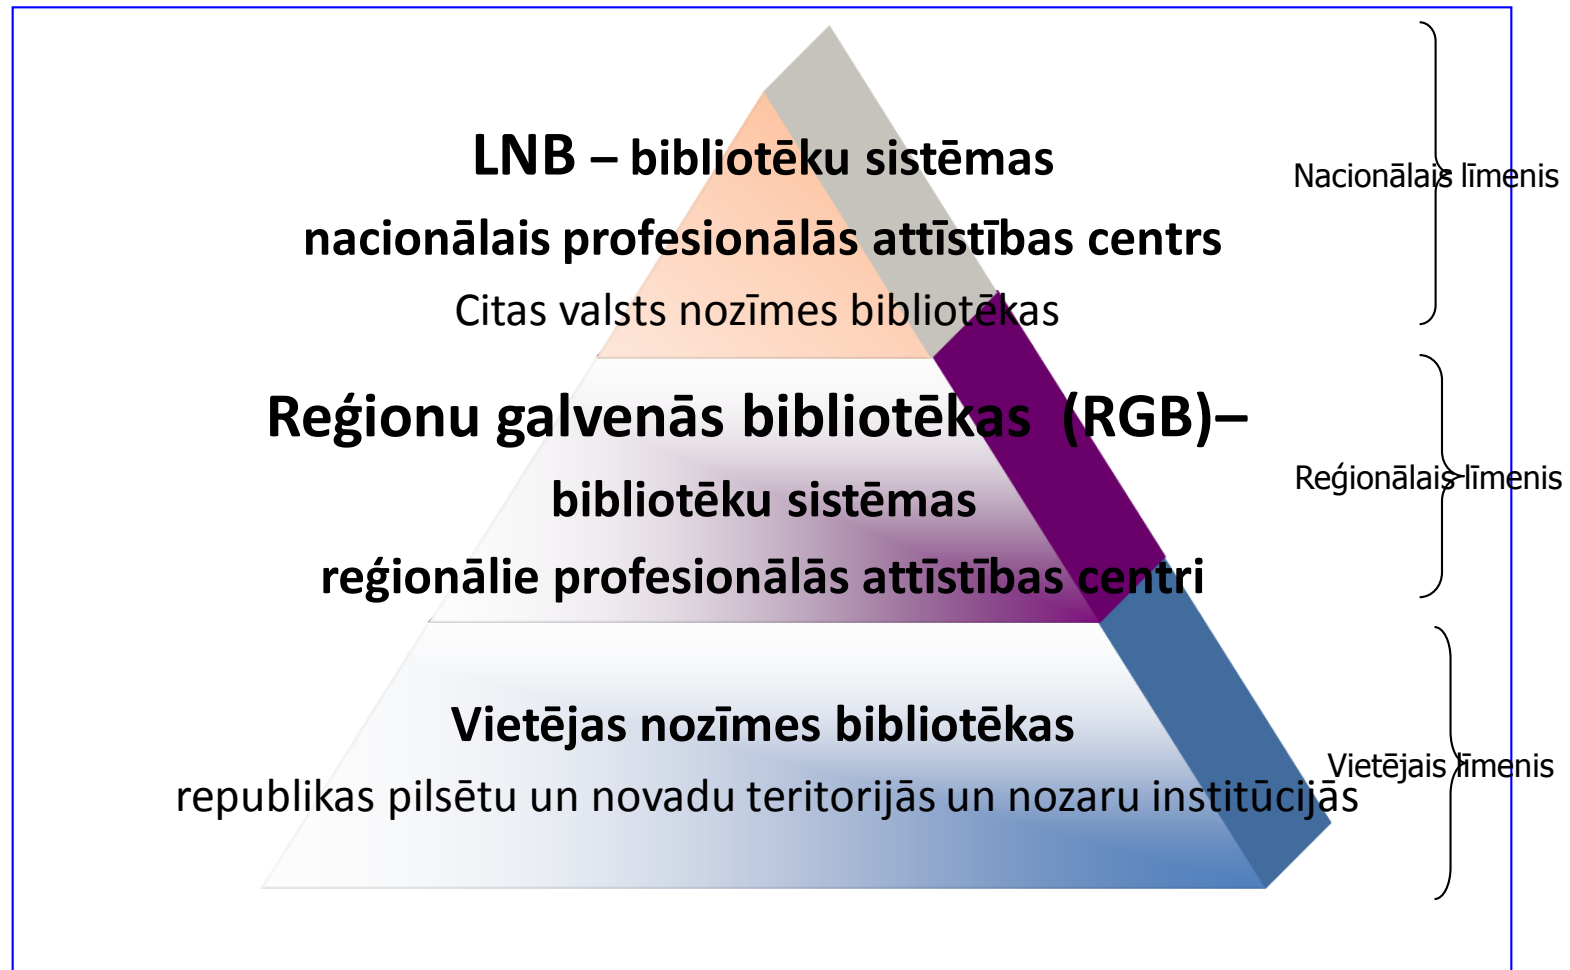 LNB – bibliotēku sistēmas
nacionālais profesionālās attīstības centrs
Citas valsts nozīmes bibliotēkas
Nacionālais līmenis
Reģionu galvenās bibliotēkas (RGB)–
bibliotēku sistēmas
reģionālie profesionālās attīstības centri
Reģionālais līmenis
Vietējas nozīmes bibliotēkas
republikas pilsētu un novadu teritorijās un nozaru institūcijās
Vietējais līmenis